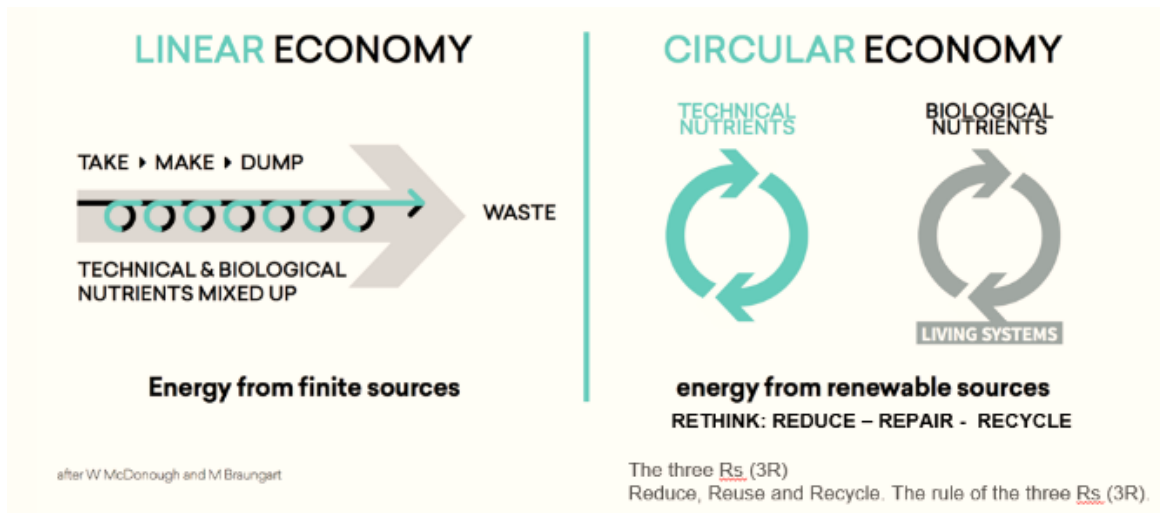 LINEAR ECONOMY
TAKE ▸ MAKE ▸ DUMP
WASTE
TECHNICAL & BIOLOGICAL
NUTRIENTS MIXED UP
Energy from finite sources
after W McDonough and M Braungart
CIRCULAR ECONOMY
TECHNICAL
NUTRIENTS
BIOLOGICAL
NUTRIENTS
LIVING SYSTEMS
energy from renewable sources
RETHINK: REDUCE – REPAIR - RECYCLE
The three Rs (3R)
Reduce, Reuse and Recycle. The rule of the three Rs (3R).